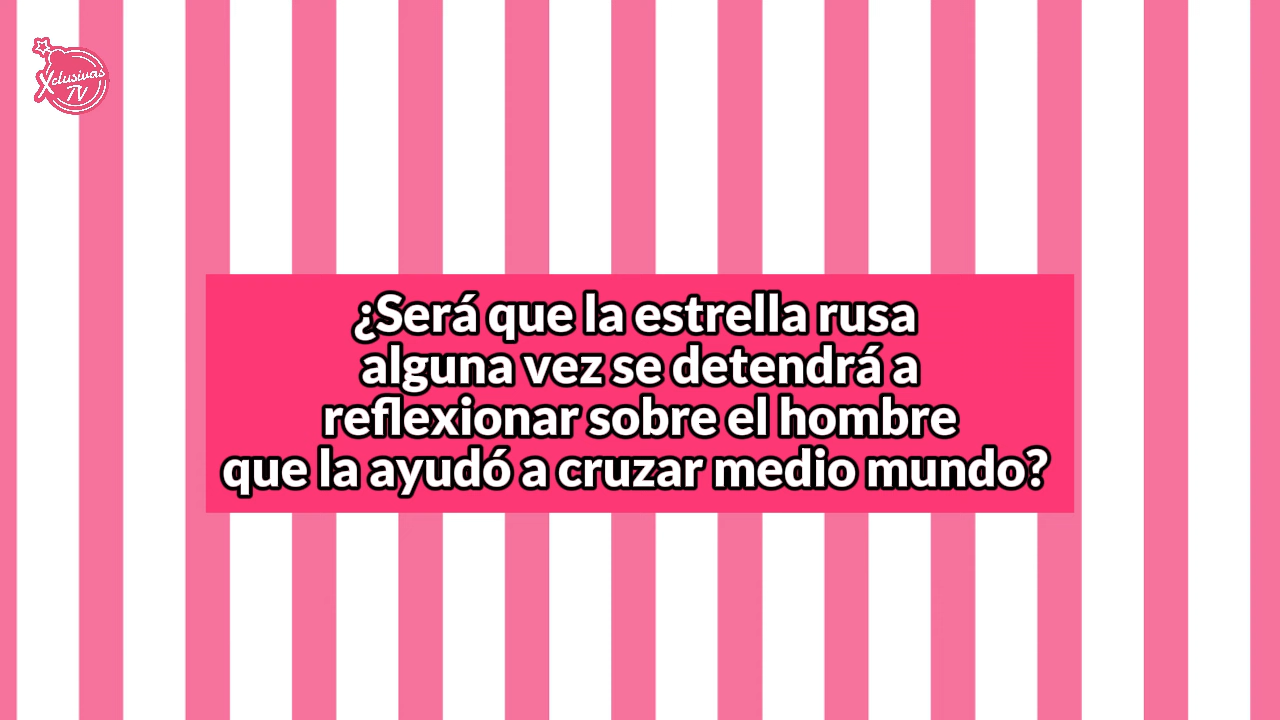 Xclusivas
TV
¿Será que la estrella rusa
alguna vez se detendrá a
reflexionar sobre el hombre
que la ayudó a cruzar medio mundo?